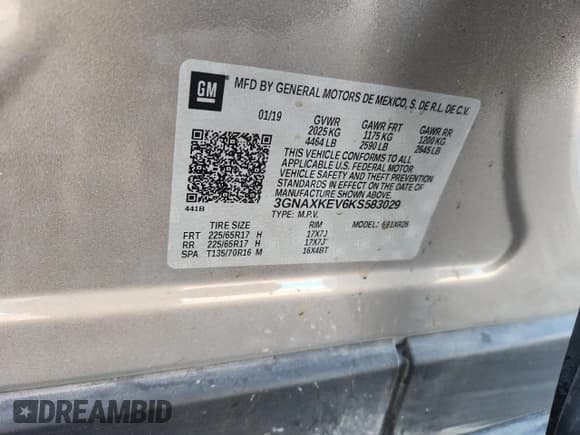 GM
MFD BY GENERAL MOTORS DE MEXICO, S. DE R.L. DE C.V.
01/19 GVWR GAWR FRT GAWR RR
2025 KG 1175 KG 1200 KG
4464 LB 2590 LB 2645 LB
THIS VEHICLE CONFORMS TO ALL
APPLICABLE U.S. FEDERAL MOTOR
VEHICLE SAFETY AND THEFT PREVENTION
STANDARDS IN EFFECT ON THE DATE OF
MANUFACTURE SHOWN ABOVE.
441B 3GNAXKEV6KS583029
TYPE: M.P.V. MODEL:
TIRE SIZE RIM
FRT 225/65R17 H 17X7J
RR 225/65R17 H 17X7J
SPA T135/70R16 M 16X4BT
DREAMBID